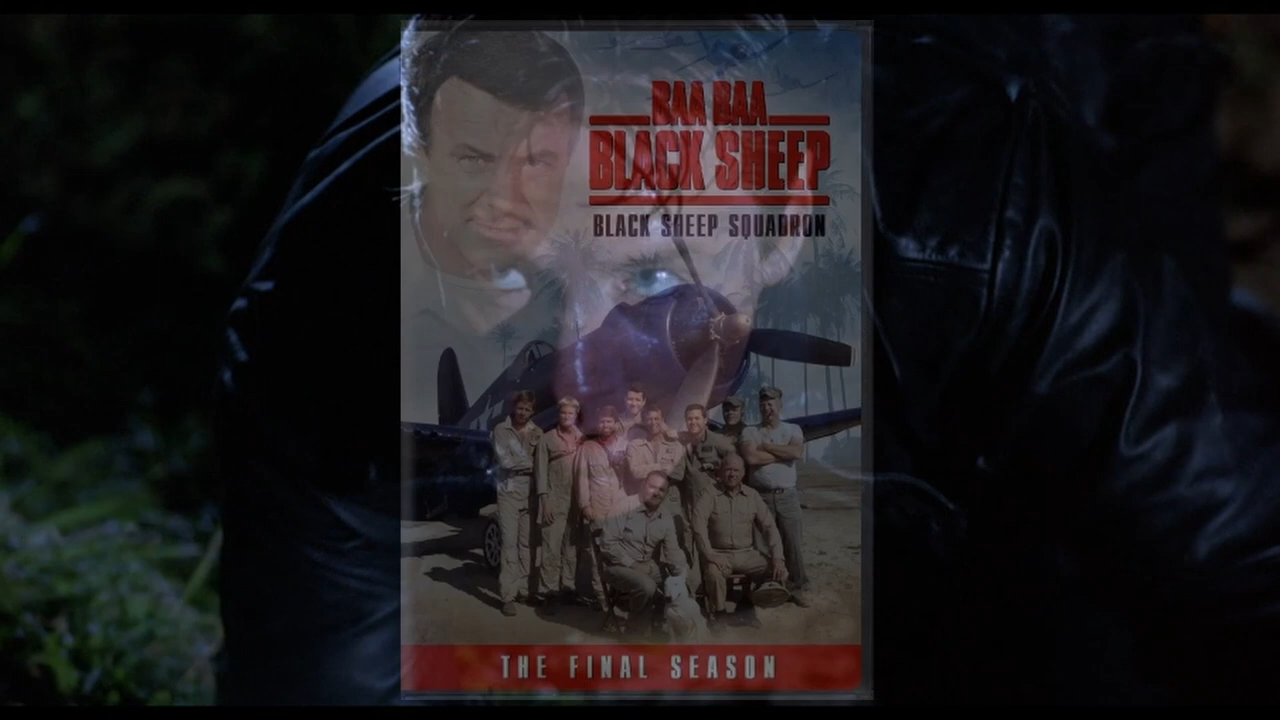 BAA BAA
BLACK SHEEP
BLACK SHEEP SQUADRON
THE FINAL SEASON